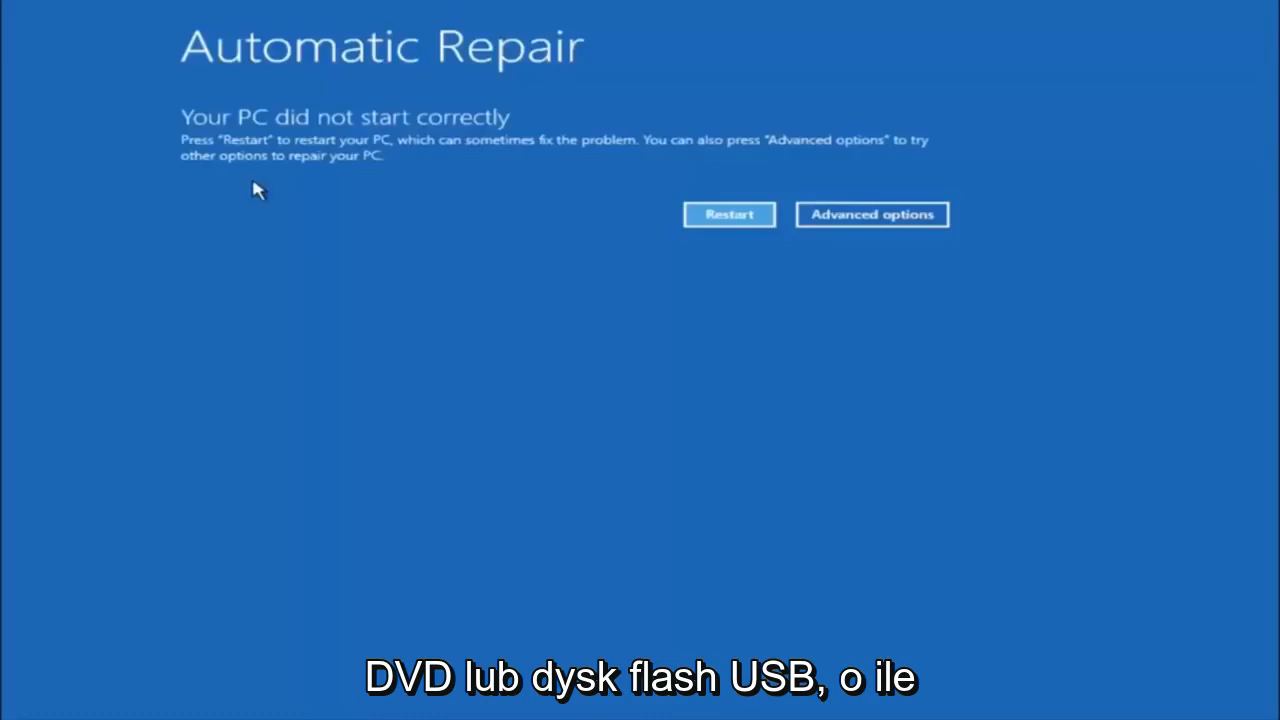 Automatic Repair
Your PC did not start correctly
Press "Restart" to restart your PC, which can sometimes fix the problem. You can also press "Advanced options" to try
other options to repair your PC.
Restart
Advanced options
DVD lub dysk flash USB, o ile